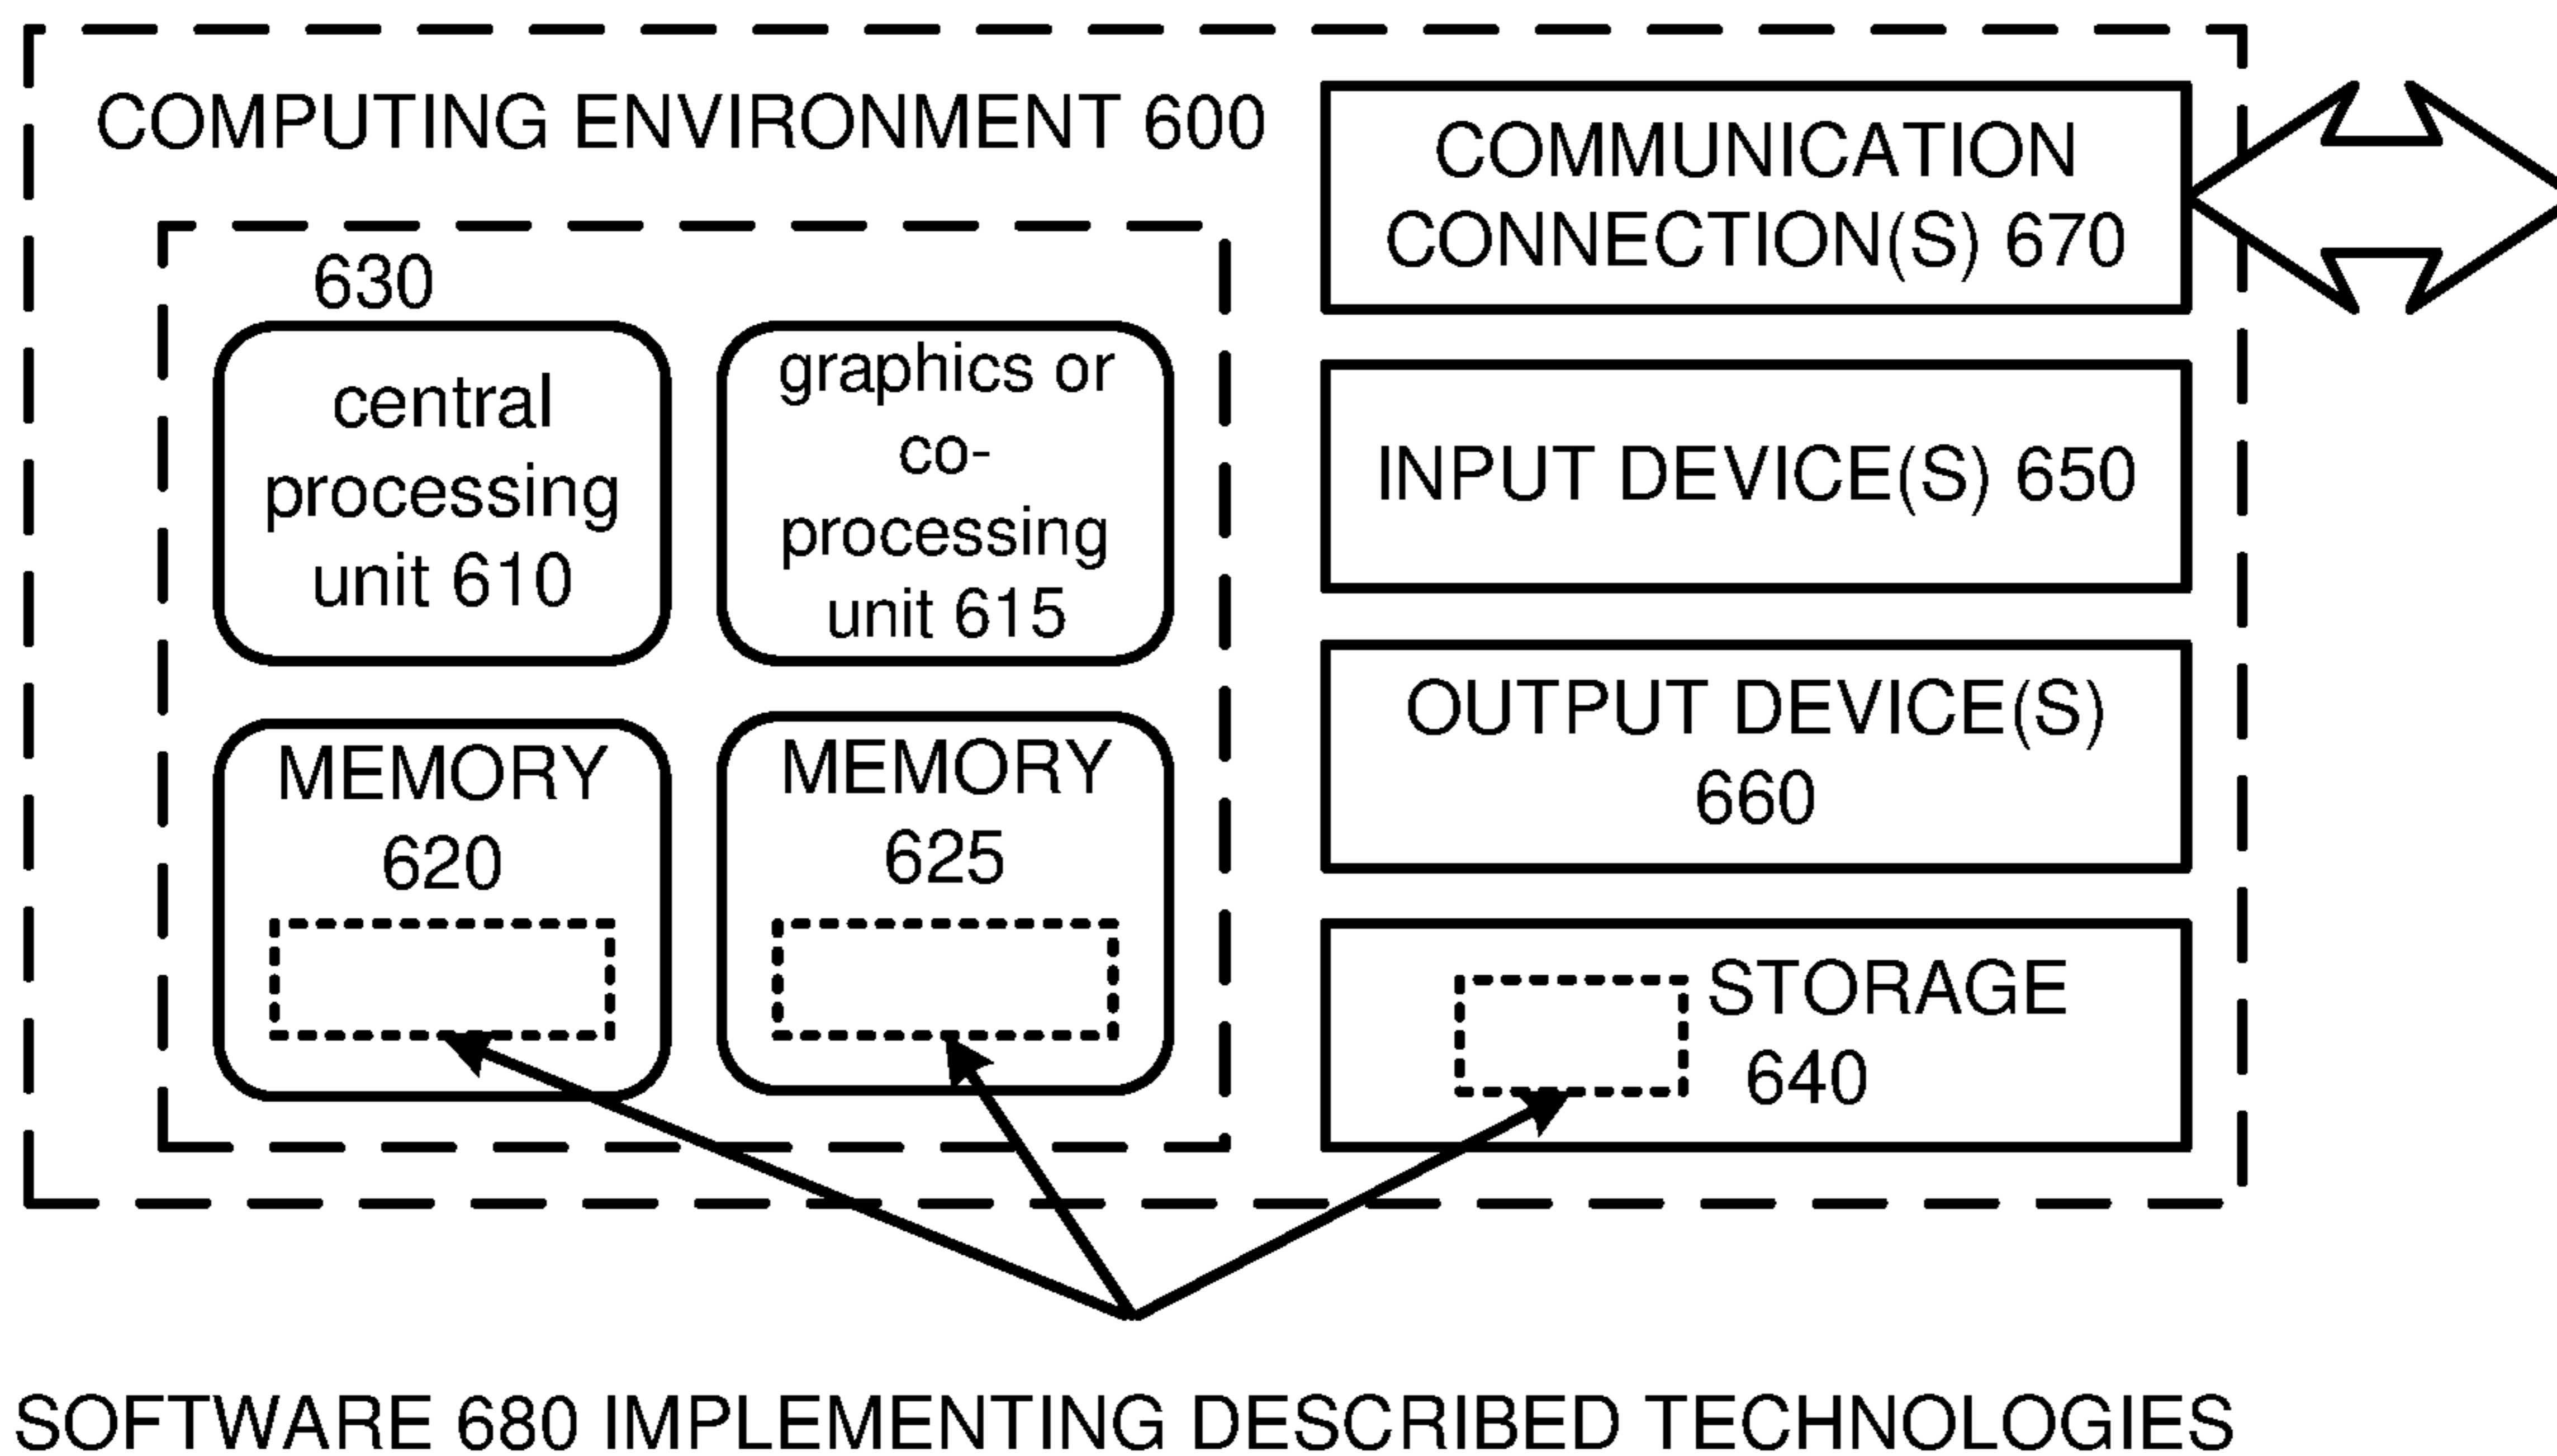 COMPUTING ENVIRONMENT 600
630
central
processing
unit 610
graphics or
co-
processing
unit 615
MEMORY
620
MEMORY
625
COMMUNICATION
CONNECTION(S) 670
INPUT DEVICE(S) 650
OUTPUT DEVICE(S)
660
STORAGE
640
SOFTWARE 680 IMPLEMENTING DESCRIBED TECHNOLOGIES